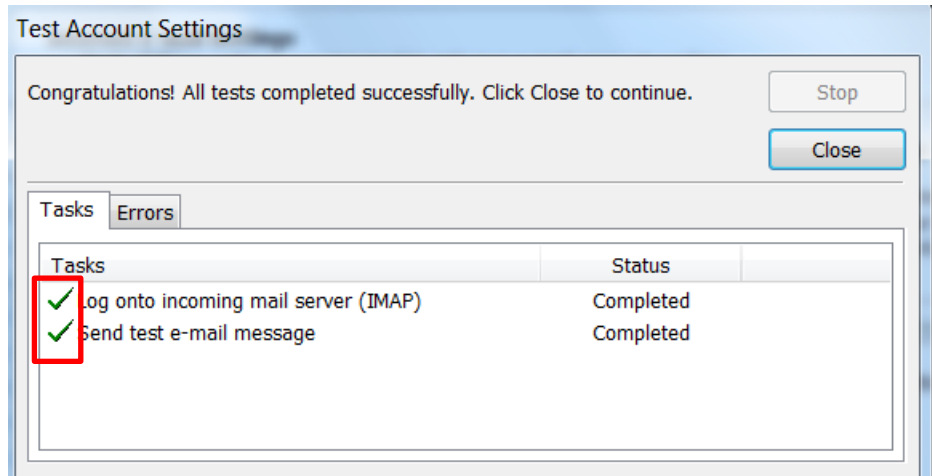 Test Account Settings
Congratulations! All tests completed successfully. Click Close to continue.
Stop
Close
Tasks Errors
Tasks Status
Log onto incoming mail server (IMAP) Completed
Send test e-mail message Completed